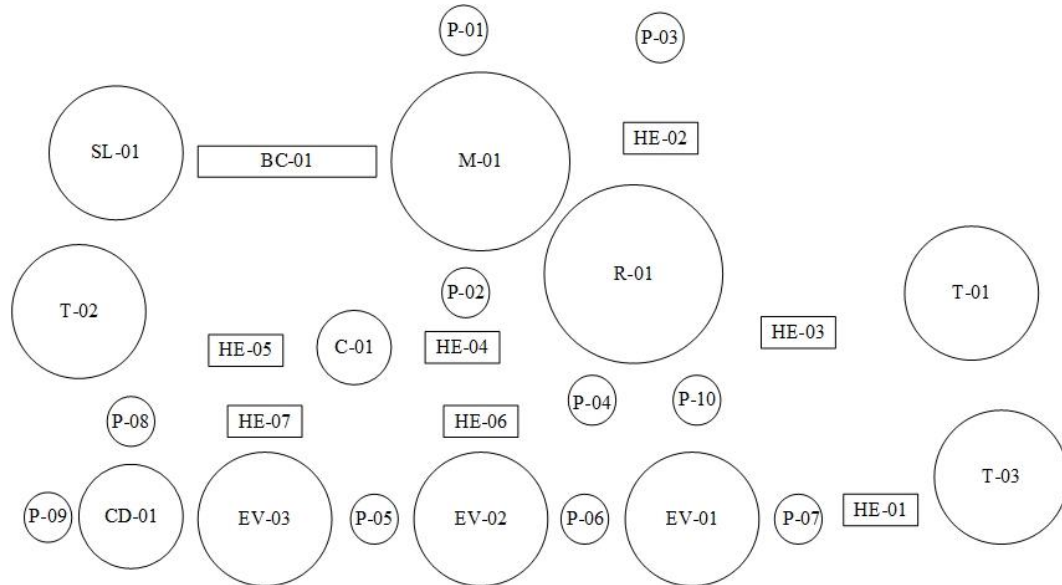 P-01
P-03
SL-01
BC-01
M-01
HE-02
T-02
P-02
R-01
T-01
HE-05
C-01
HE-04
HE-03
P-08
HE-07
HE-06
P-04
P-10
T-03
P-09
CD-01
EV-03
P-05
EV-02
P-06
EV-01
P-07
HE-01